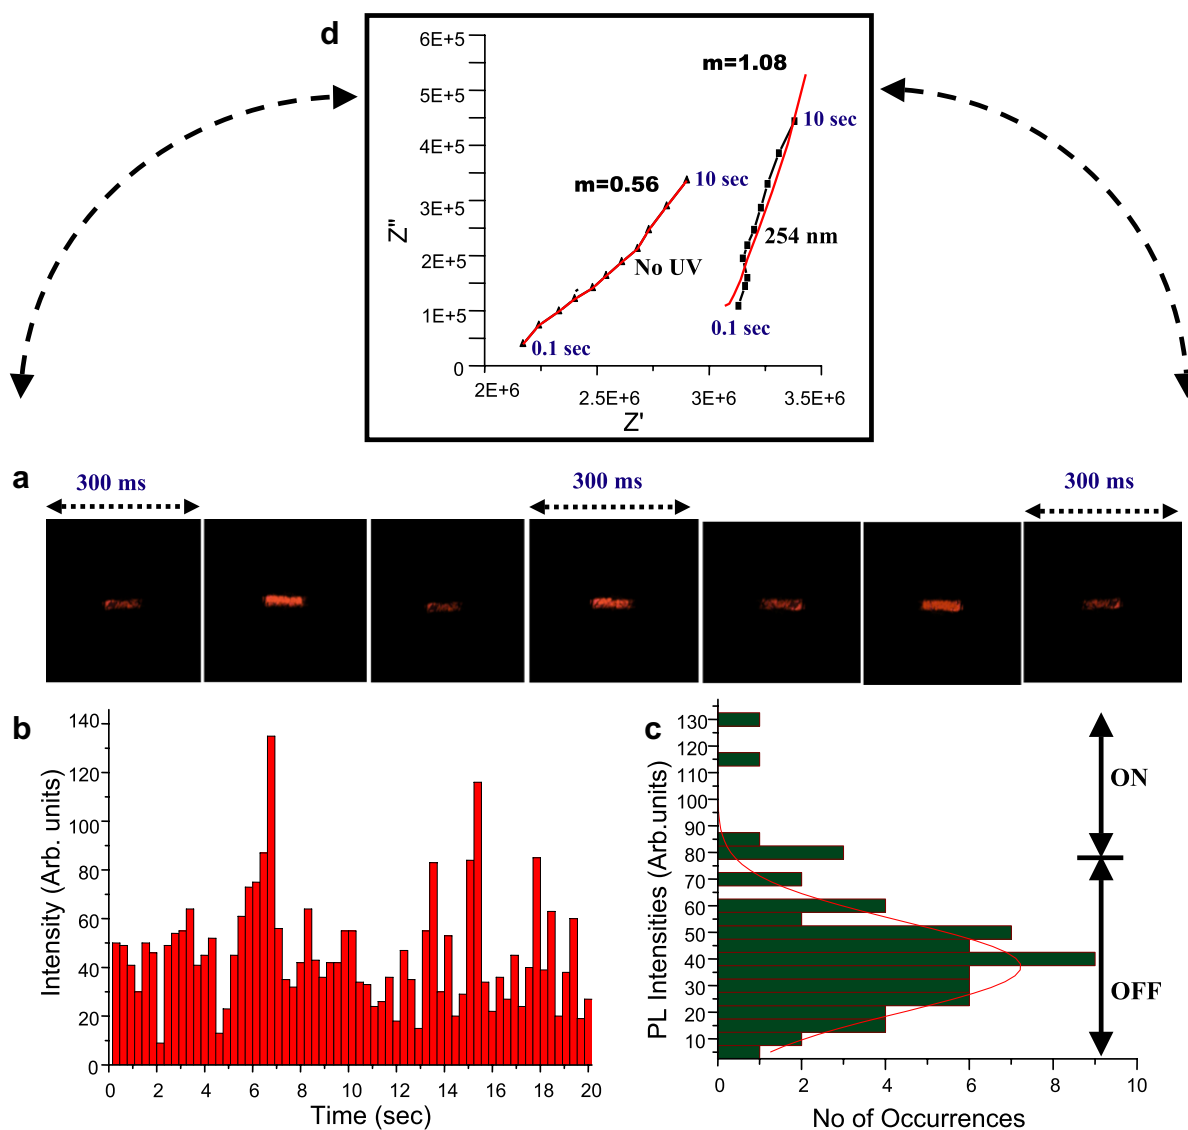 d
6E+5
5E+5
4E+5
3E+5
2E+5
1E+5
0
Z"
m=1.08
10 sec
m=0.56
10 sec
254 nm
No UV
0.1 sec
0.1 sec
2E+6
2.5E+6
3E+6
3.5E+6
Z'
a
300 ms
300 ms
300 ms
b
140
120
100
80
60
40
20
0
Intensity (Arb. units)
0 2 4 6 8 10 12 14 16 18 20
Time (sec)
c
130
120
110
100
90
80
70
60
50
40
30
20
10
PL Intensities (Arb.units)
ON
OFF
0 2 4 6 8 10
No of Occurrences